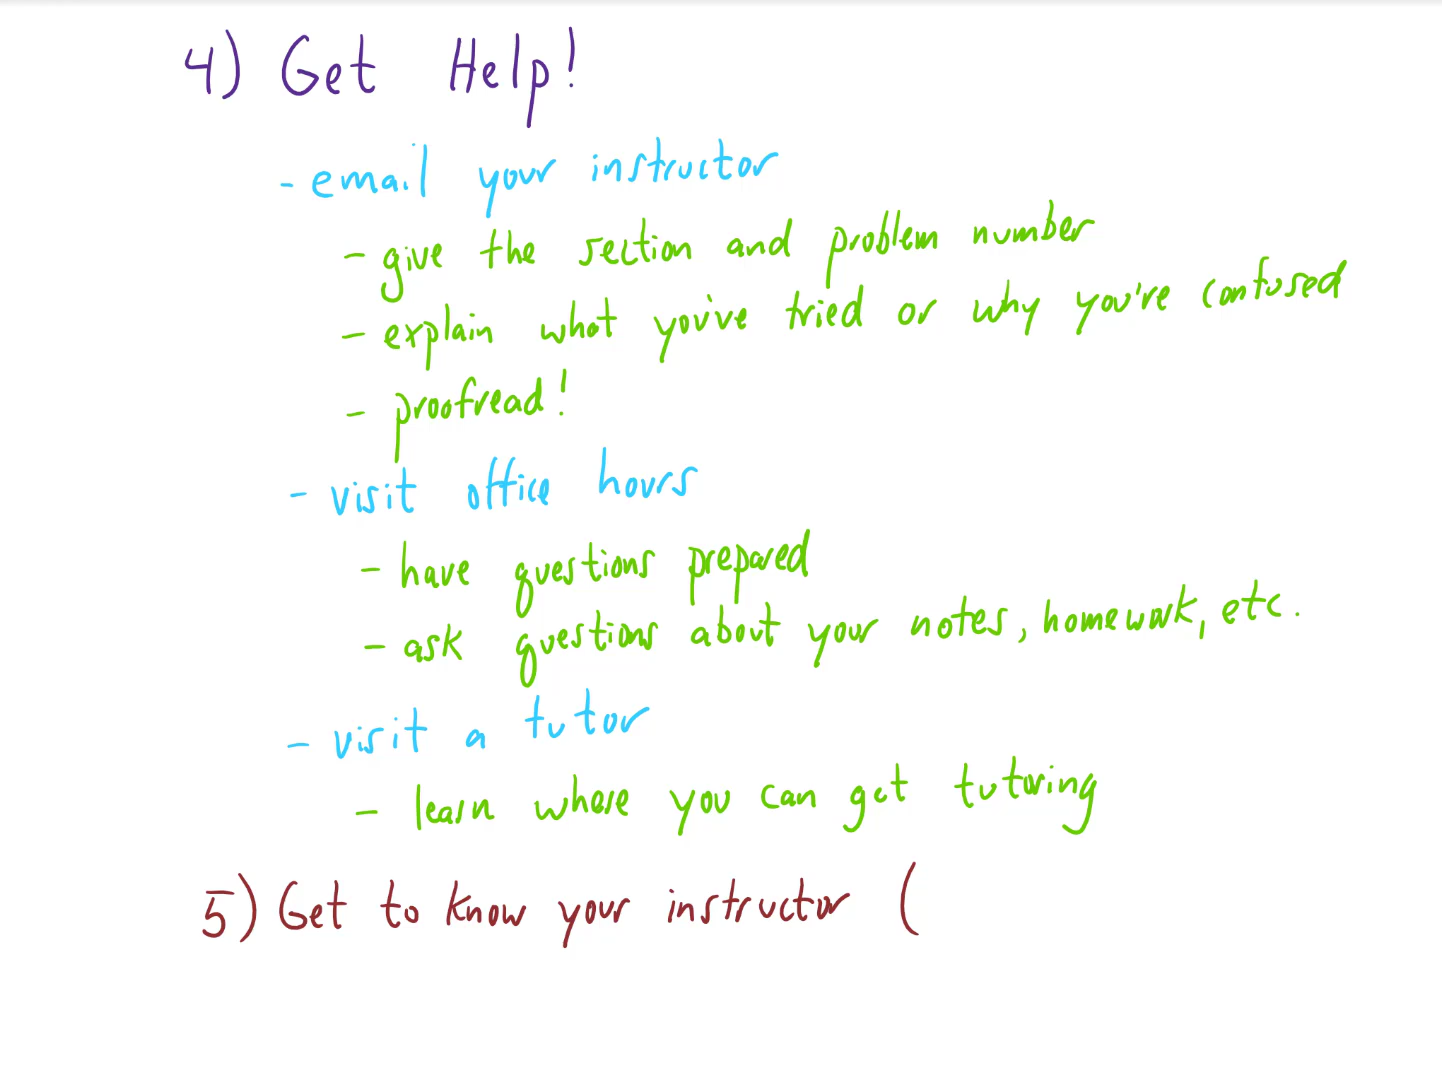 4) Get Help!
- email your instructor
- give the section and problem number
- explain what you've tried or why you're confused
- proofread!
- visit office hours
- have questions prepared
- ask questions about your notes, homework, etc.
- visit a tutor
- learn where you can get tutoring
5) Get to know your instructor (